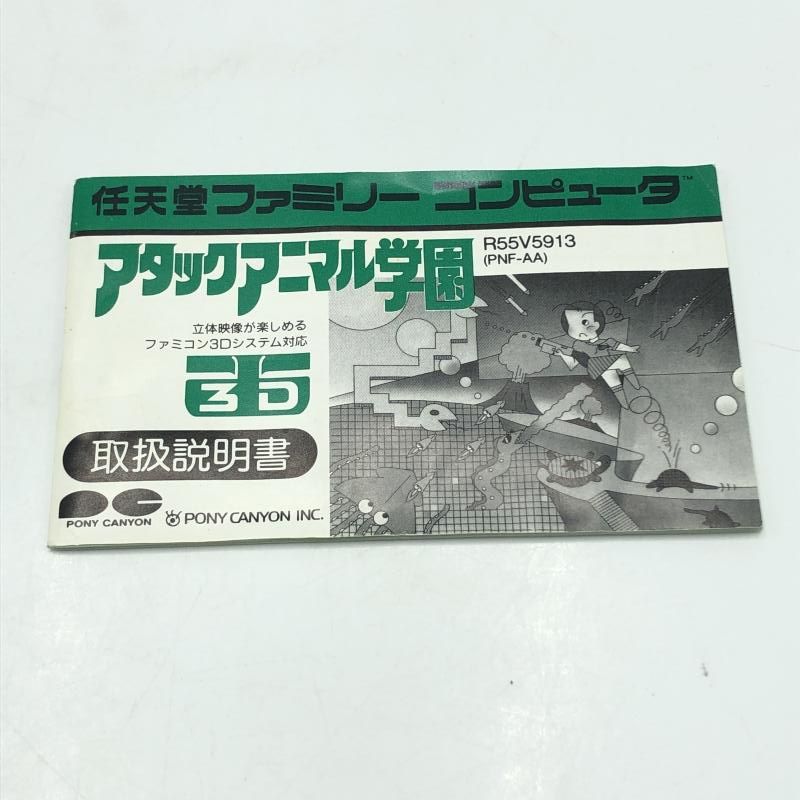 任天堂ファミリーコンピュータ™
アタックアニマル学園
R55V5913
(PNF-AA)
立体映像が楽しめる
ファミコン3Dシステム対応
3D
取扱説明書
PONY CANYON
PONY CANYON INC.